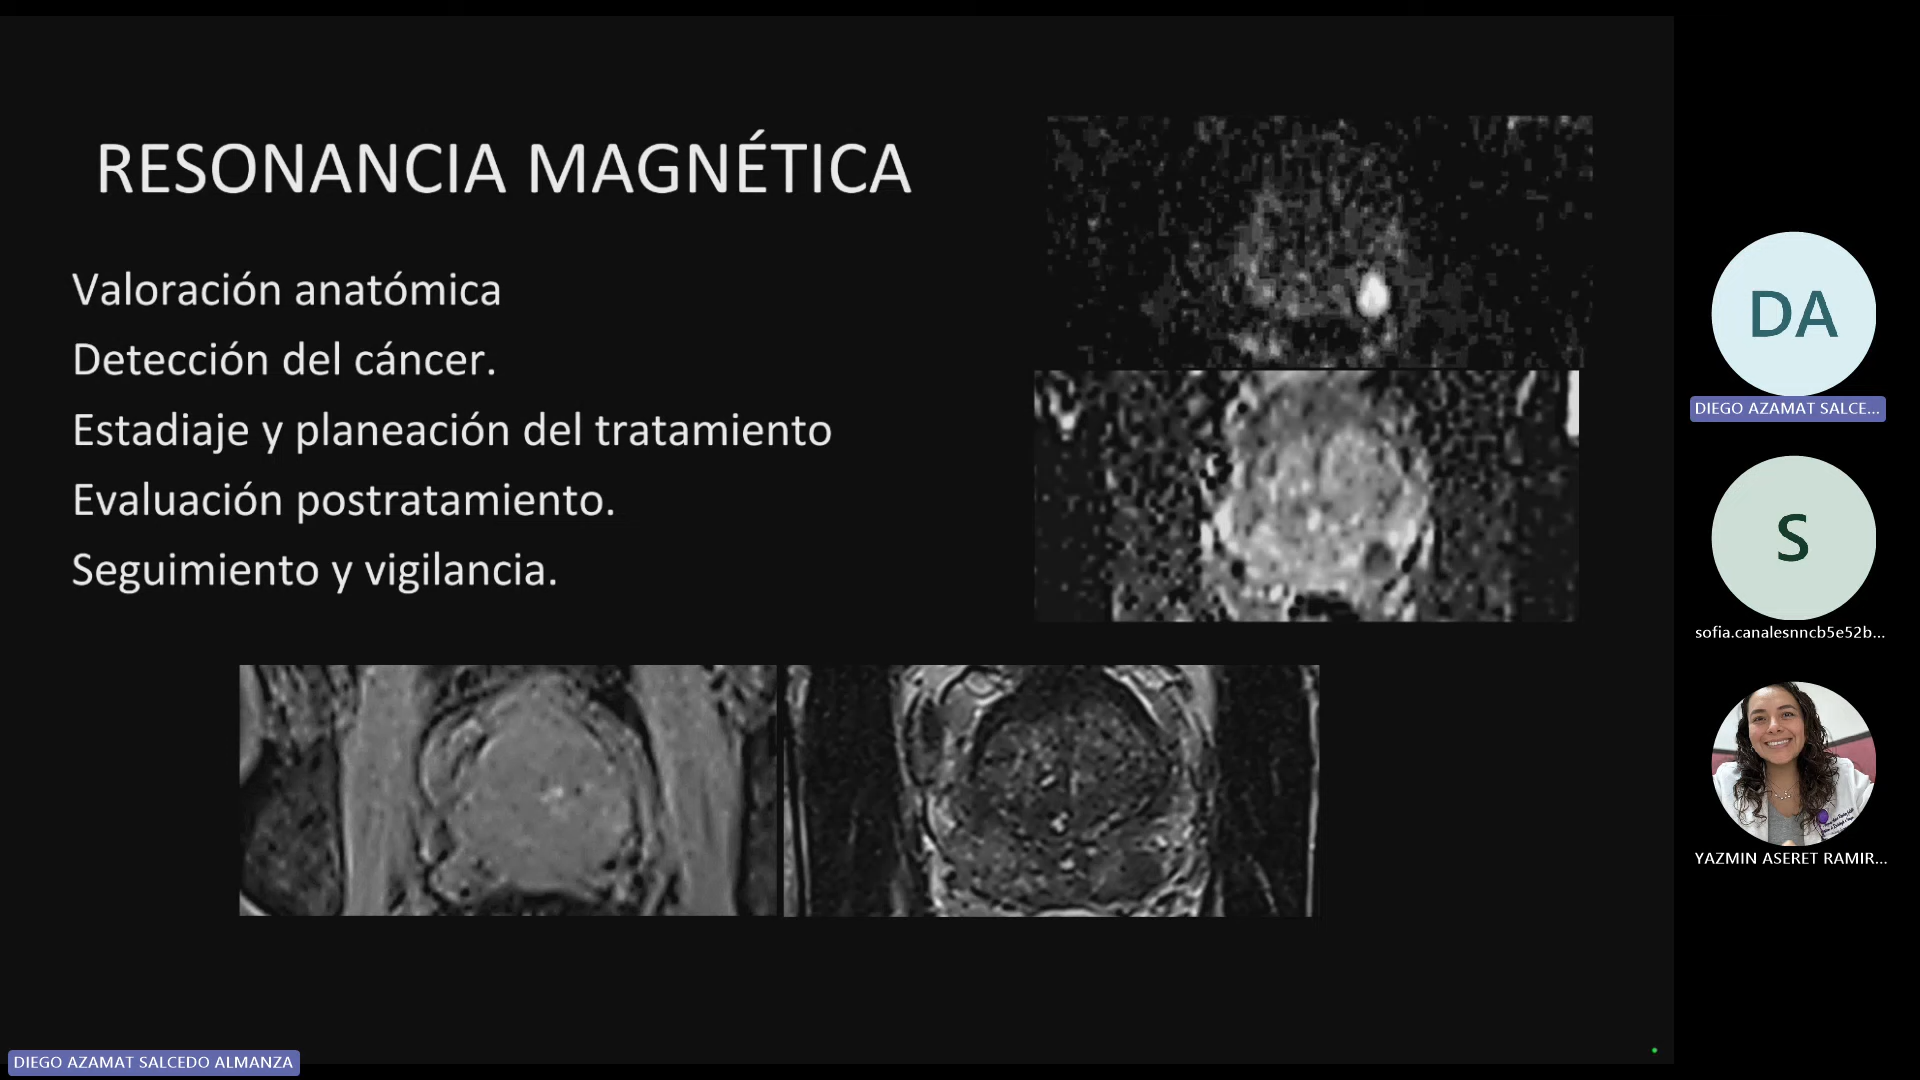 RESONANCIA MAGNÉTICA
Valoración anatómica
Detección del cáncer.
Estadiaje y planeación del tratamiento
Evaluación postratamiento.
Seguimiento y vigilancia.
DA
DIEGO AZAMAT SALCE...
S
sofia.canalesnncb5e52b...
YAZMIN ASERET RAMIR...
DIEGO AZAMAT SALCEDO ALMANZA